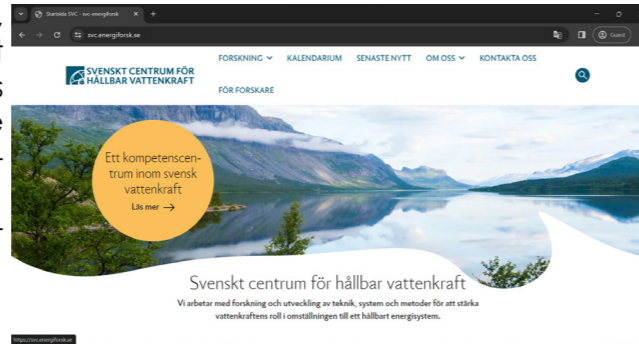 Startsida SVC - svc energiforsk
svc.energiforsk.se
Guest
FORSKNING
KALENDARIUM
SENASTE NYTT
OM OSS
KONTAKTA OSS
SVENSKT CENTRUM FÖR
HÅLLBAR VATTENKRAFT
FÖR FORSKARE
Ett kompetenscen-
trum inom svensk
vattenkraft
Läs mer →
Svenskt centrum för hållbar vattenkraft
Vi arbetar med forskning och utveckling av teknik, system och metoder för att stärka
vattenkraftens roll i omställningen till ett hållbart energisystem.
https://svc.energiforsk.se